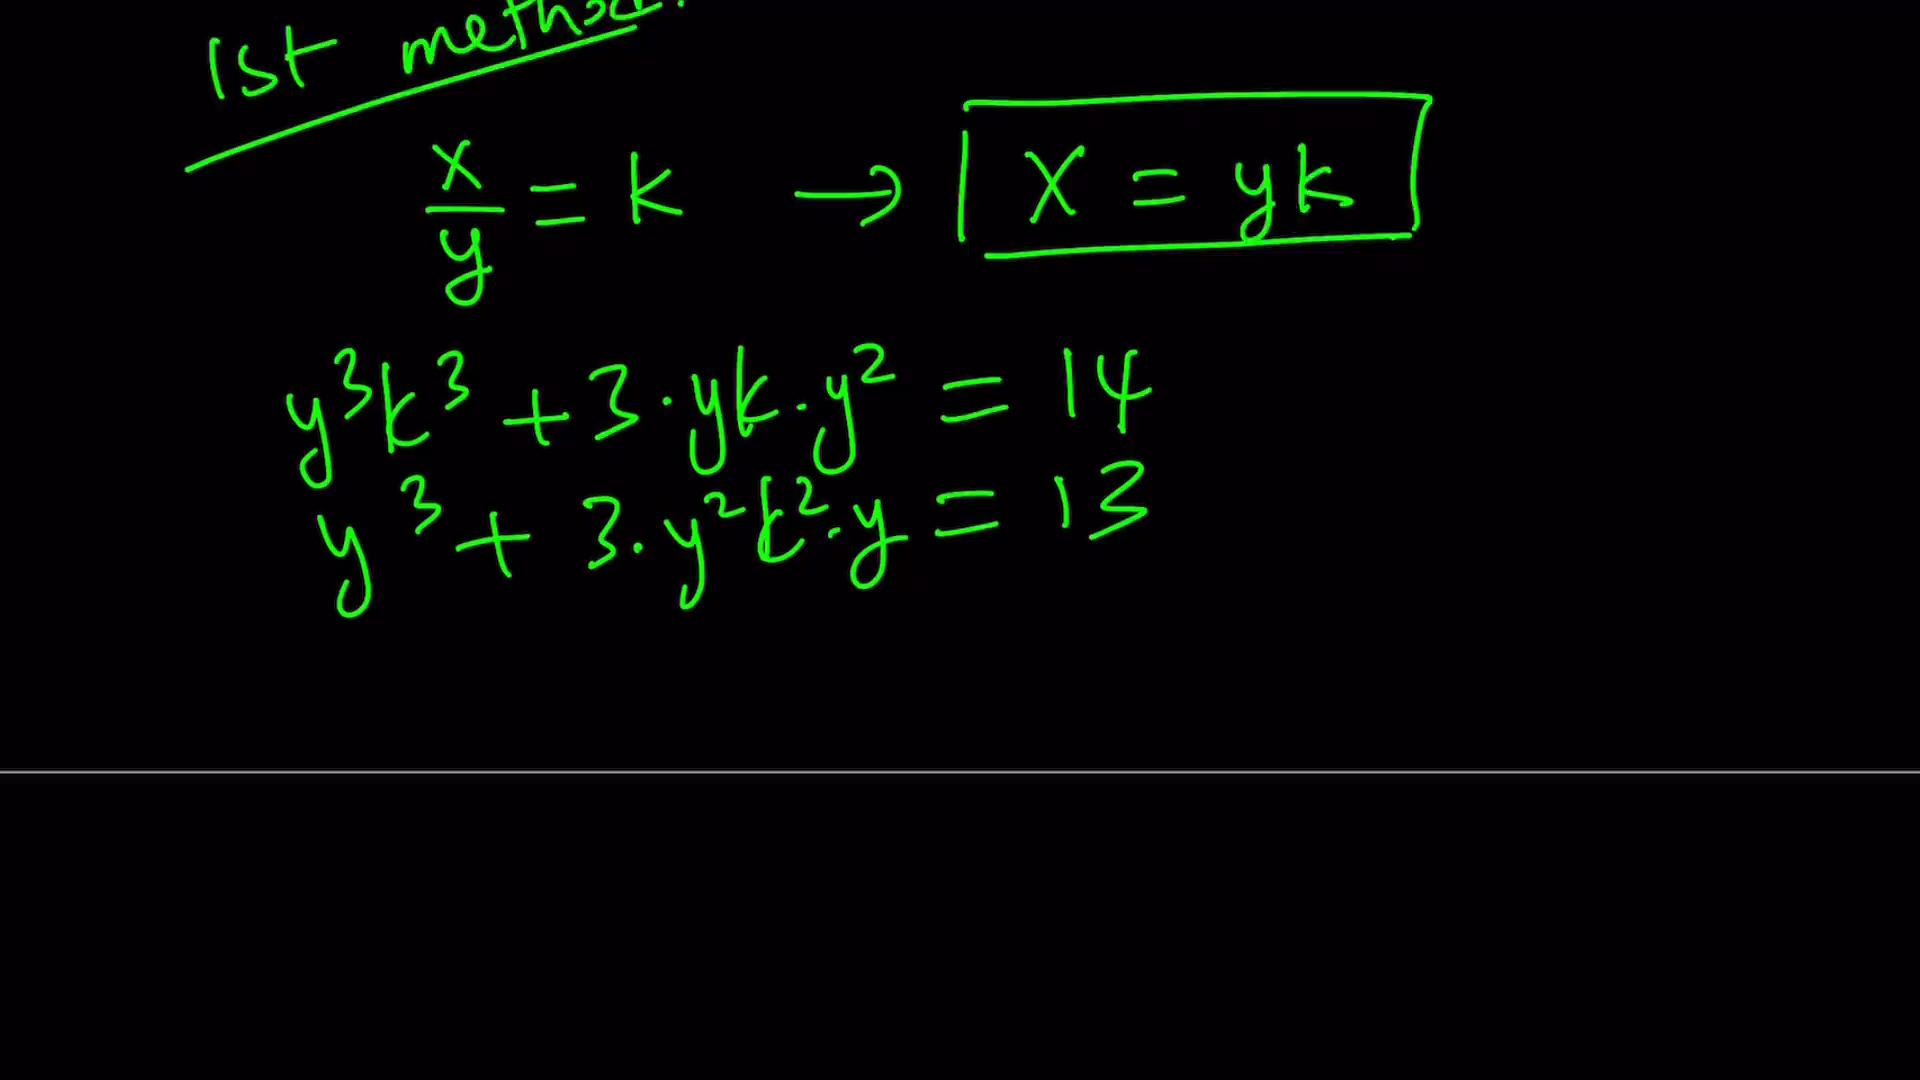 1st method:
x/y = k → x = yk
y³k³ + 3·yk·y² = 14
y³ + 3·y²k²·y = 13